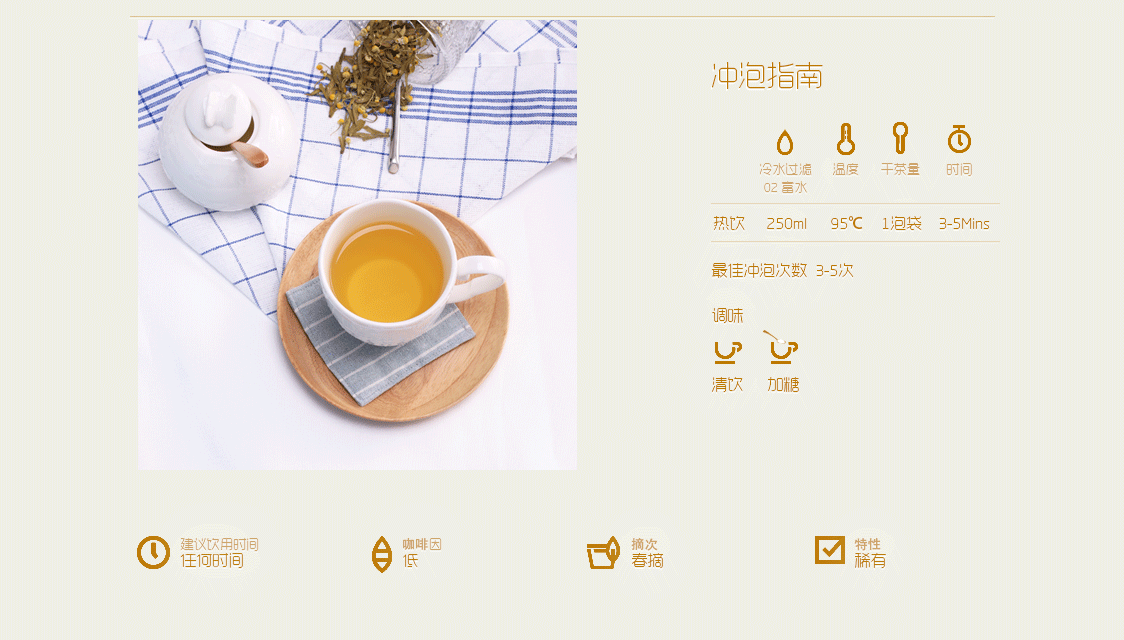 冲泡指南
冷水过滤 温度 干茶量 时间
02 富水
热饮 250ml 95℃ 1泡袋 3-5Mins
最佳冲泡次数 3-5次
调味
清饮 加糖
建议饮用时间 咖啡因 摘次 特性
任何时间 低 春摘 稀有